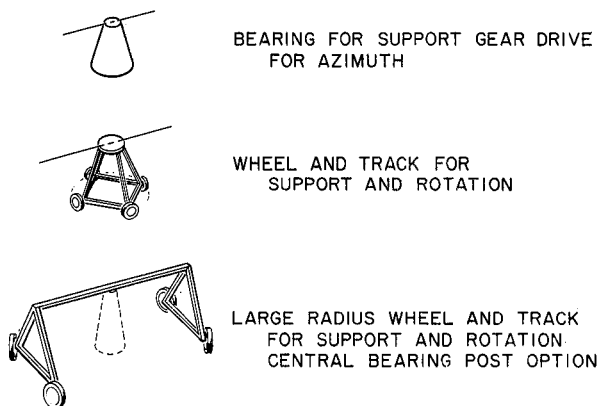 BEARING FOR SUPPORT GEAR DRIVE
FOR AZIMUTH
WHEEL AND TRACK FOR
SUPPORT AND ROTATION
LARGE RADIUS WHEEL AND TRACK
FOR SUPPORT AND ROTATION
CENTRAL BEARING POST OPTION